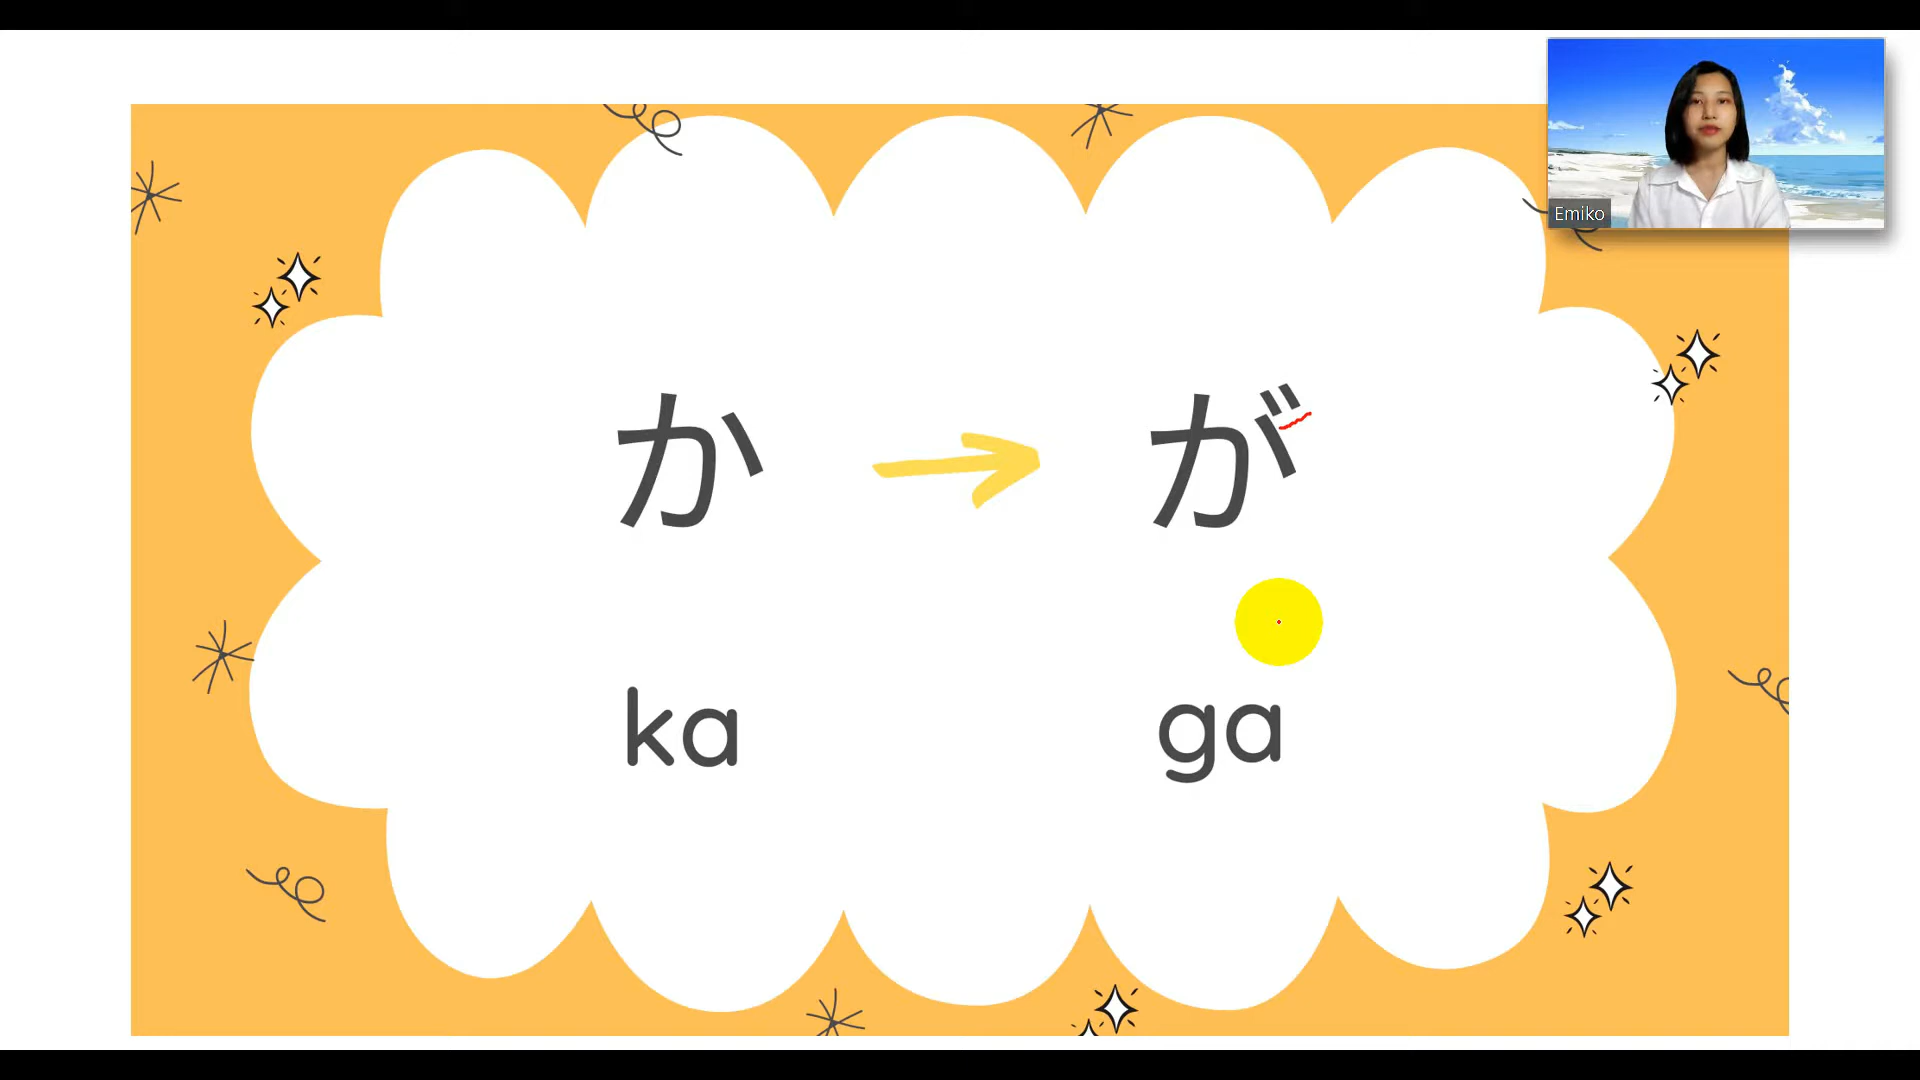 Emiko
か → が
ka ga